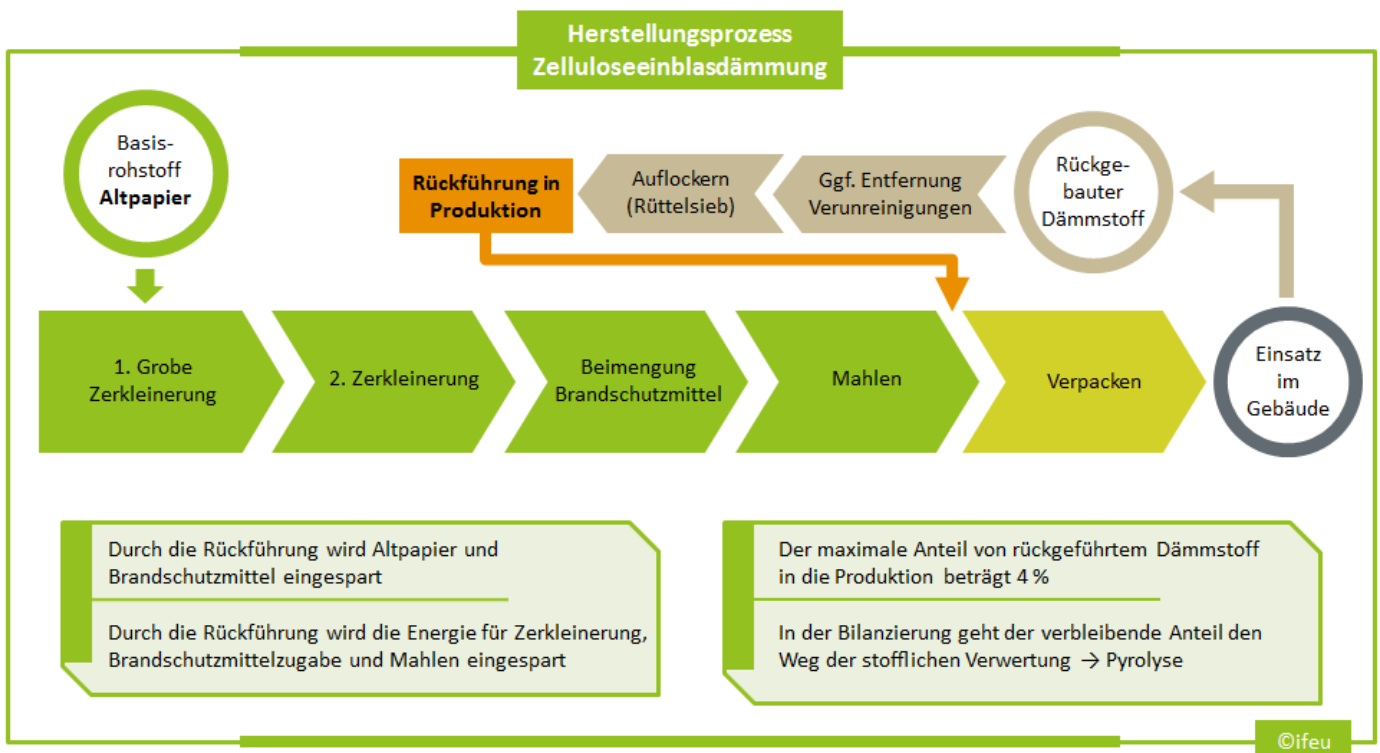 Herstellungsprozess
Zelluloseeinblasdämmung
Basis-
rohstoff
Altpapier
Rückführung in
Produktion
Auflockern
(Rüttelsieb)
Ggf. Entfernung
Verunreinigungen
Rückge-
bauter
Dämmstoff
1. Grobe
Zerkleinerung
2. Zerkleinerung
Beimengung
Brandschutzmittel
Mahlen
Verpacken
Einsatz
im
Gebäude
Durch die Rückführung wird Altpapier und
Brandschutzmittel eingespart
Durch die Rückführung wird die Energie für Zerkleinerung,
Brandschutzmittelzugabe und Mahlen eingespart
Der maximale Anteil von rückgeführtem Dämmstoff
in die Produktion beträgt 4 %
In der Bilanzierung geht der verbleibende Anteil den
Weg der stofflichen Verwertung → Pyrolyse
©ifeu